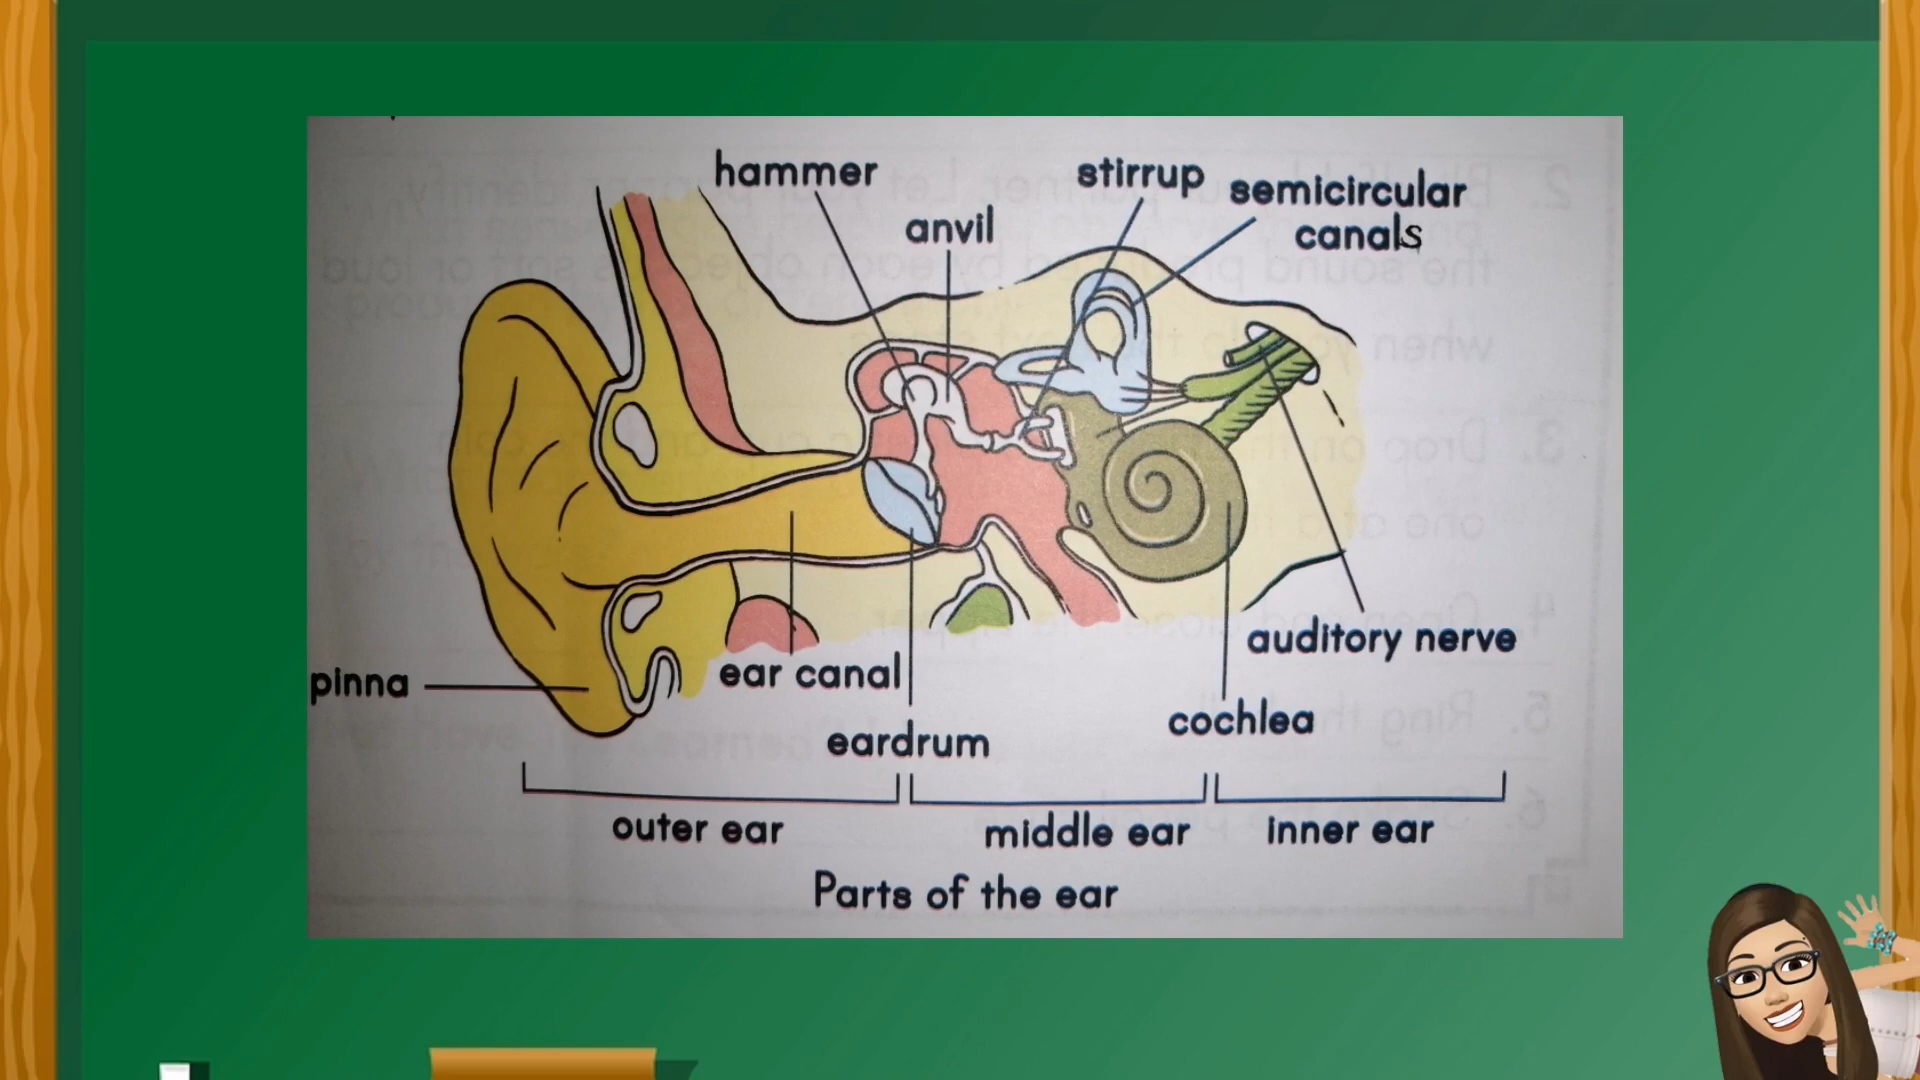 hammer
anvil
stirrup
semicircular
canals
pinna
ear canal
eardrum
auditory nerve
cochlea
outer ear
middle ear
inner ear
Parts of the ear